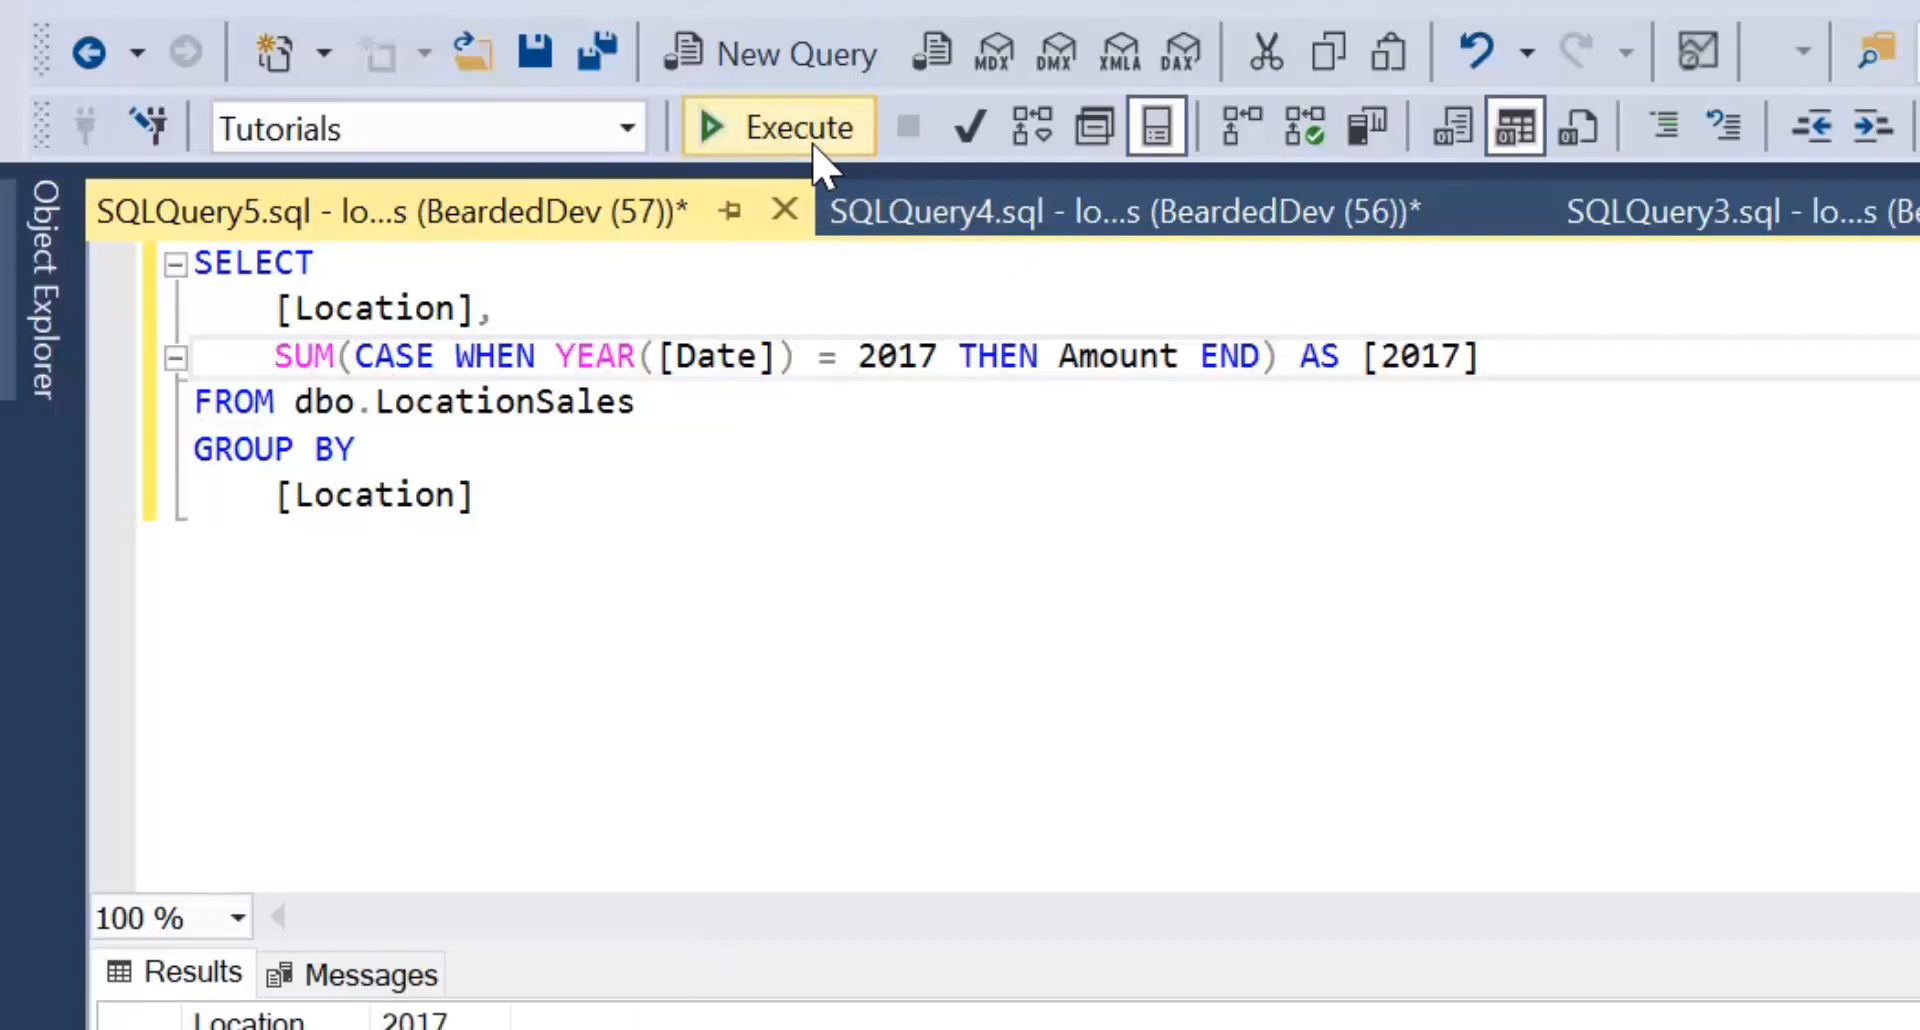 New Query MDX DMX XMLA DAX
Tutorials Execute
Object Explorer
SQLQuery5.sql - lo...s (BeardedDev (57))* SQLQuery4.sql - lo...s (BeardedDev (56))* SQLQuery3.sql - lo...s (Be
SELECT
[Location],
SUM(CASE WHEN YEAR([Date]) = 2017 THEN Amount END) AS [2017]
FROM dbo.LocationSales
GROUP BY
[Location]
100 %
Results Messages
Location 2017